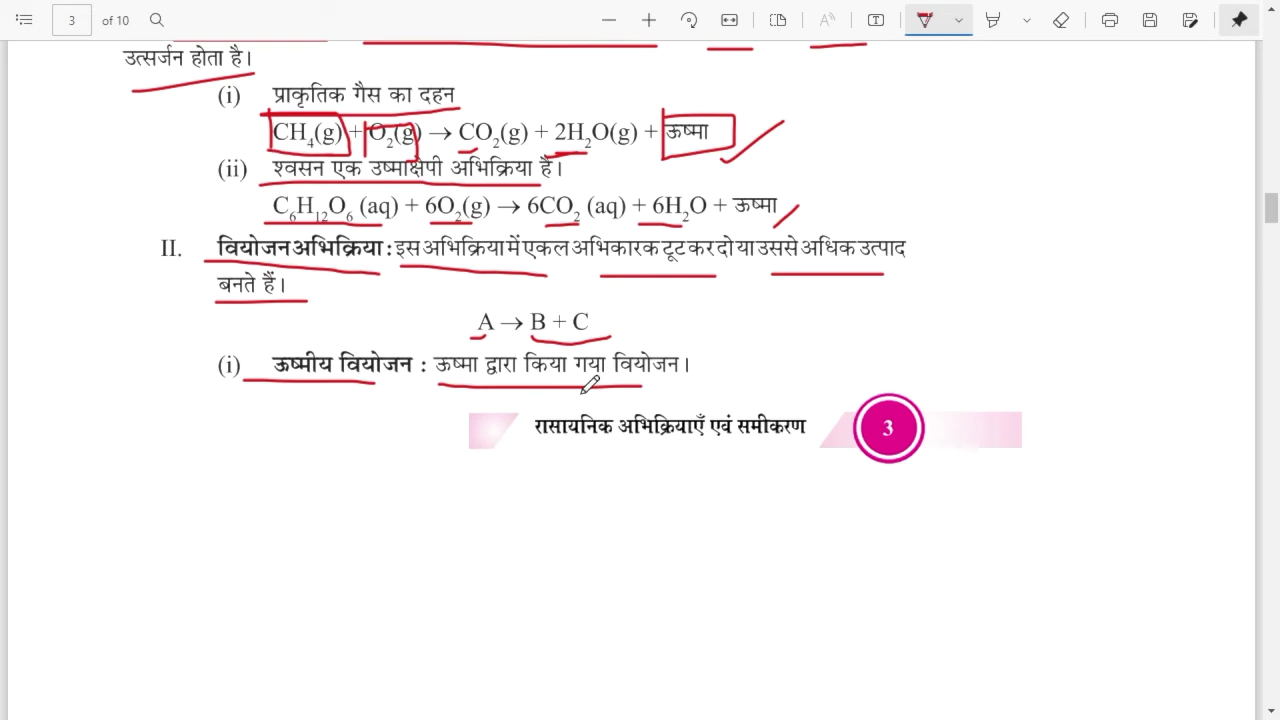 3 of 10
उत्सर्जन होता है।
(i) प्राकृतिक गैस का दहन
CH₄(g) + O₂(g) → CO₂(g) + 2H₂O(g) + ऊष्मा
(ii) श्वसन एक उष्माक्षेपी अभिक्रिया है।
C₆H₁₂O₆ (aq) + 6O₂(g) → 6CO₂ (aq) + 6H₂O + ऊष्मा
II. वियोजन अभिक्रिया : इस अभिक्रिया में एकल अभिकारक टूट कर दो या उससे अधिक उत्पाद
बनते हैं।
A → B + C
(i) ऊष्मीय वियोजन : ऊष्मा द्वारा किया गया वियोजन।
रासायनिक अभिक्रियाएँ एवं समीकरण 3